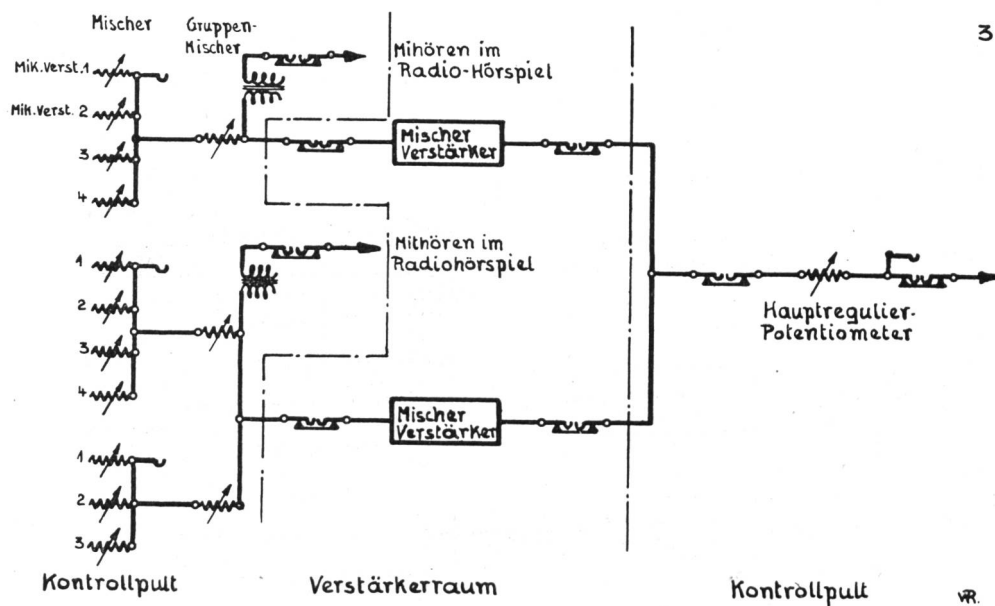 3
Mischer
Gruppen-
Mischer
Mihören im
Radio-Hörspiel
Mik.Verst.1
Mik.Verst. 2
3
4
Mischer
Verstärker
Mithören im
Radiohörspiel
1
2
3
4
Hauptregulier-
Potentiometer
Mischer
Verstärker
1
2
3
Kontrollpult
Verstärkerraum
Kontrollpult